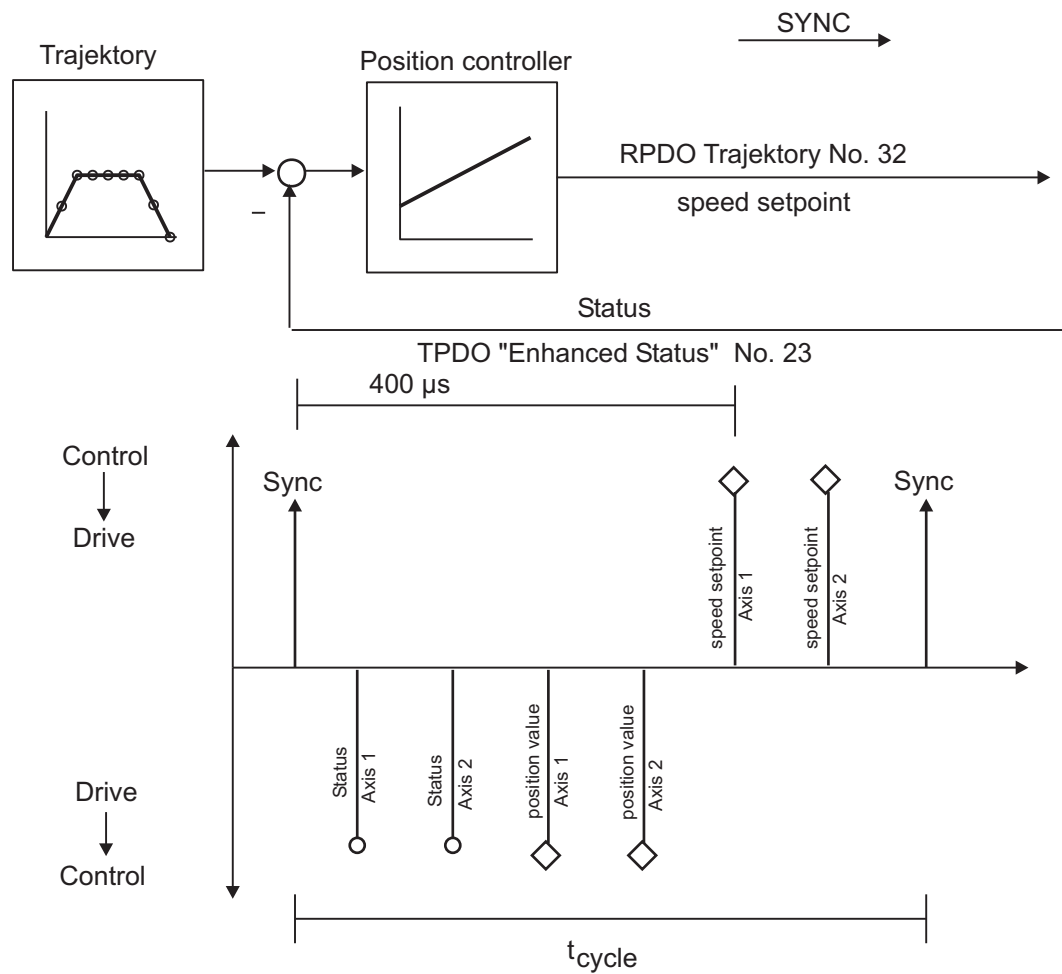 SYNC
Trajektory
Position controller
RPDO Trajektory No. 32
speed setpoint
–
Status
TPDO "Enhanced Status" No. 23
400 µs
Control
Drive
Sync
Sync
speed setpoint
Axis 1
speed setpoint
Axis 2
Status
Axis 1
Status
Axis 2
position value
Axis 1
position value
Axis 2
Drive
Control
tcycle